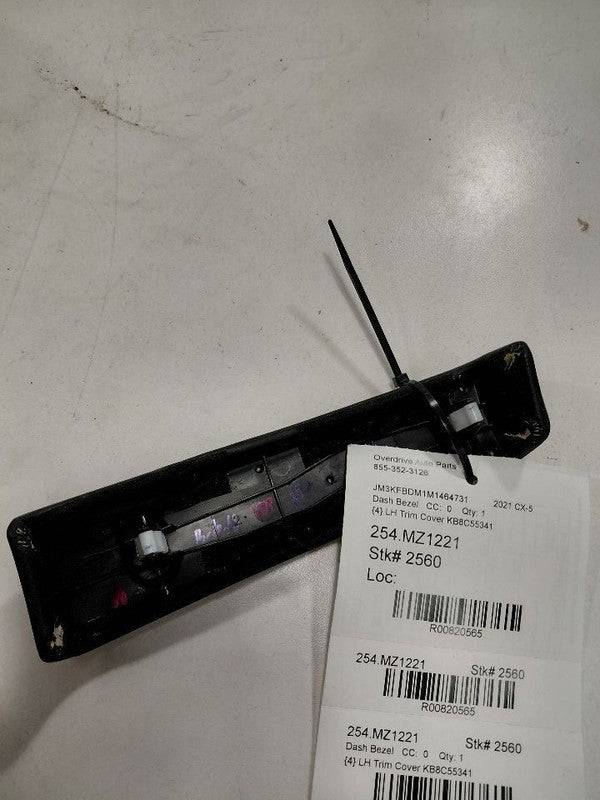 Overdrive Auto Parts
855-352-3126
JM3KFBDM1M1464731 2021 CX-5
Dash Bezel CC: 0 Qty: 1
{4} LH Trim Cover KB8C55341
254.MZ1221
Stk# 2560
Loc:
R00820565
254.MZ1221 Stk# 2560
R00820565
254.MZ1221 Stk# 2560
Dash Bezel CC: 0 Qty: 1
{4} LH Trim Cover KB8C55341